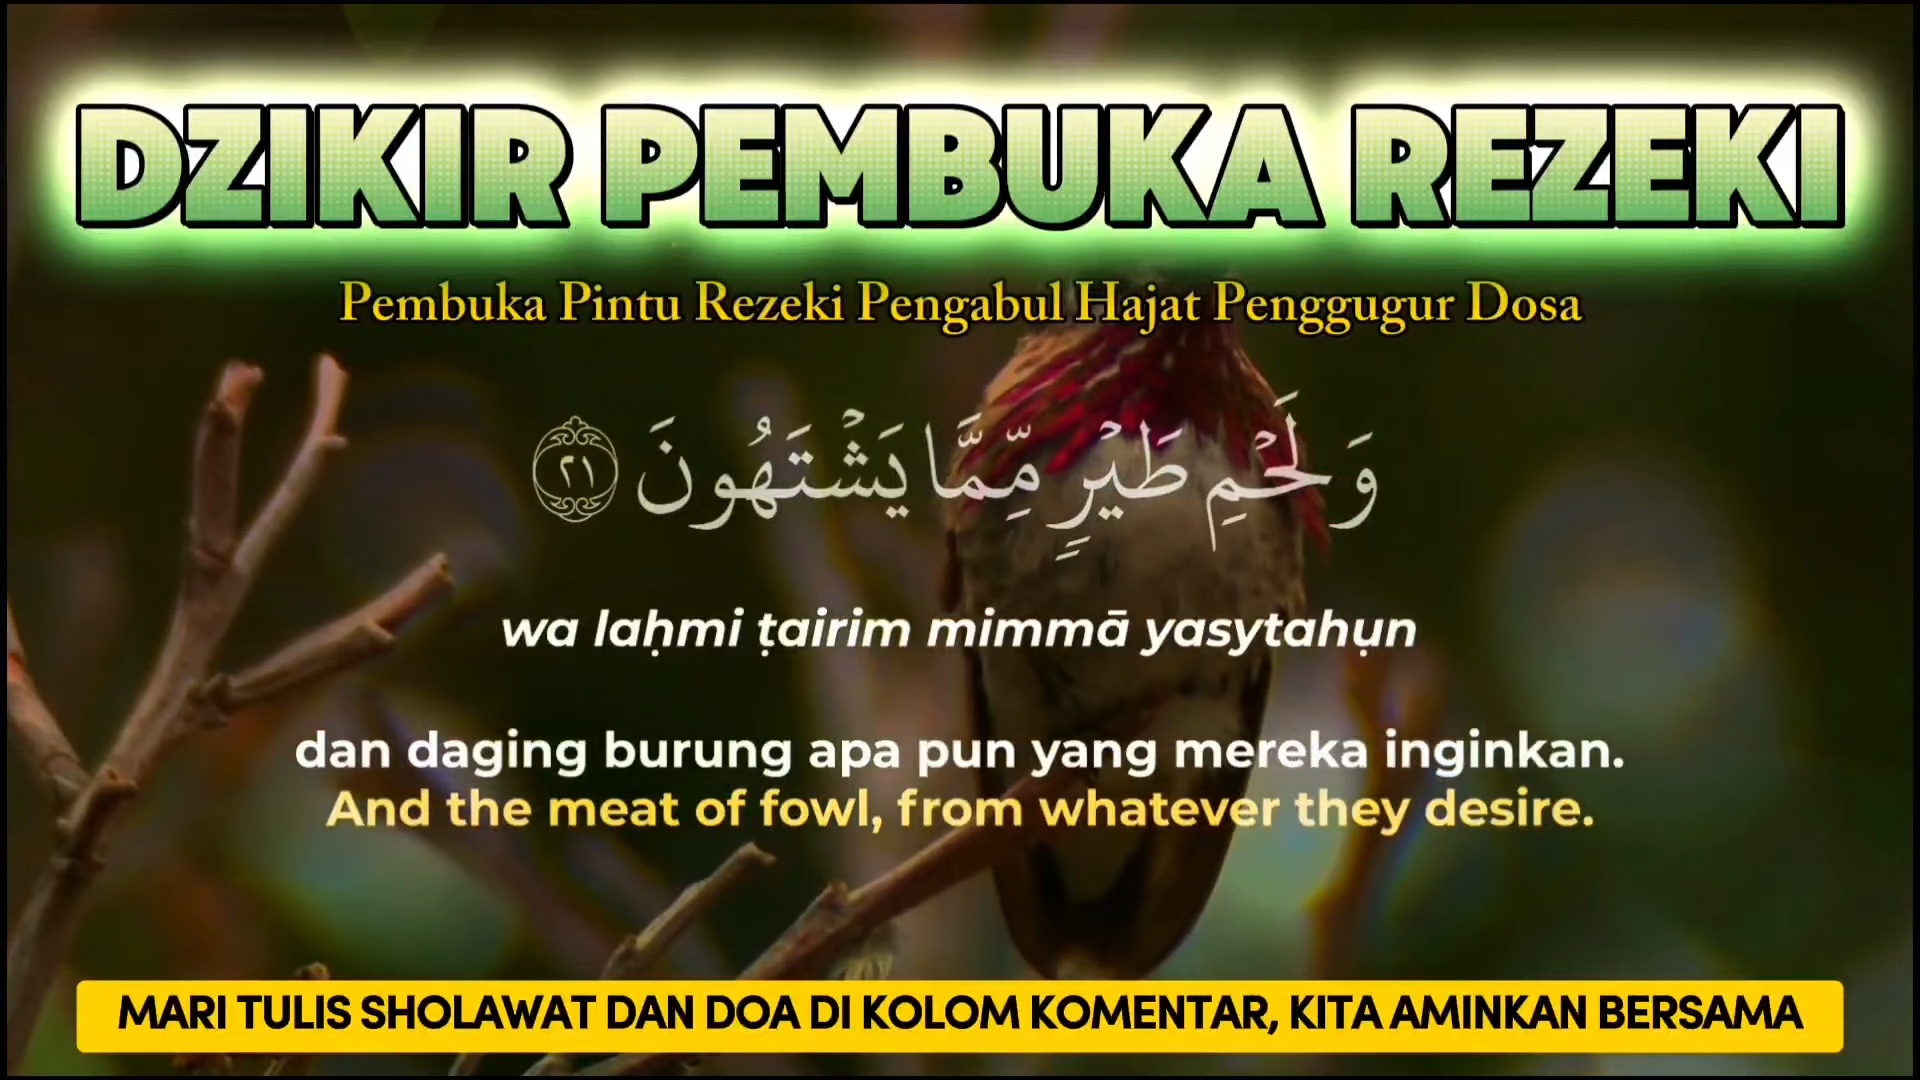 DZIKIR PEMBUKA REZEKI
Pembuka Pintu Rezeki Pengabul Hajat Penggugur Dosa
وَلَحْمِ طَيْرٍ مِّمَّا يَشْتَهُونَ ٢١
wa laḥmi ṭairim mimmā yasytahụn
dan daging burung apa pun yang mereka inginkan.
And the meat of fowl, from whatever they desire.
MARI TULIS SHOLAWAT DAN DOA DI KOLOM KOMENTAR, KITA AMINKAN BERSAMA